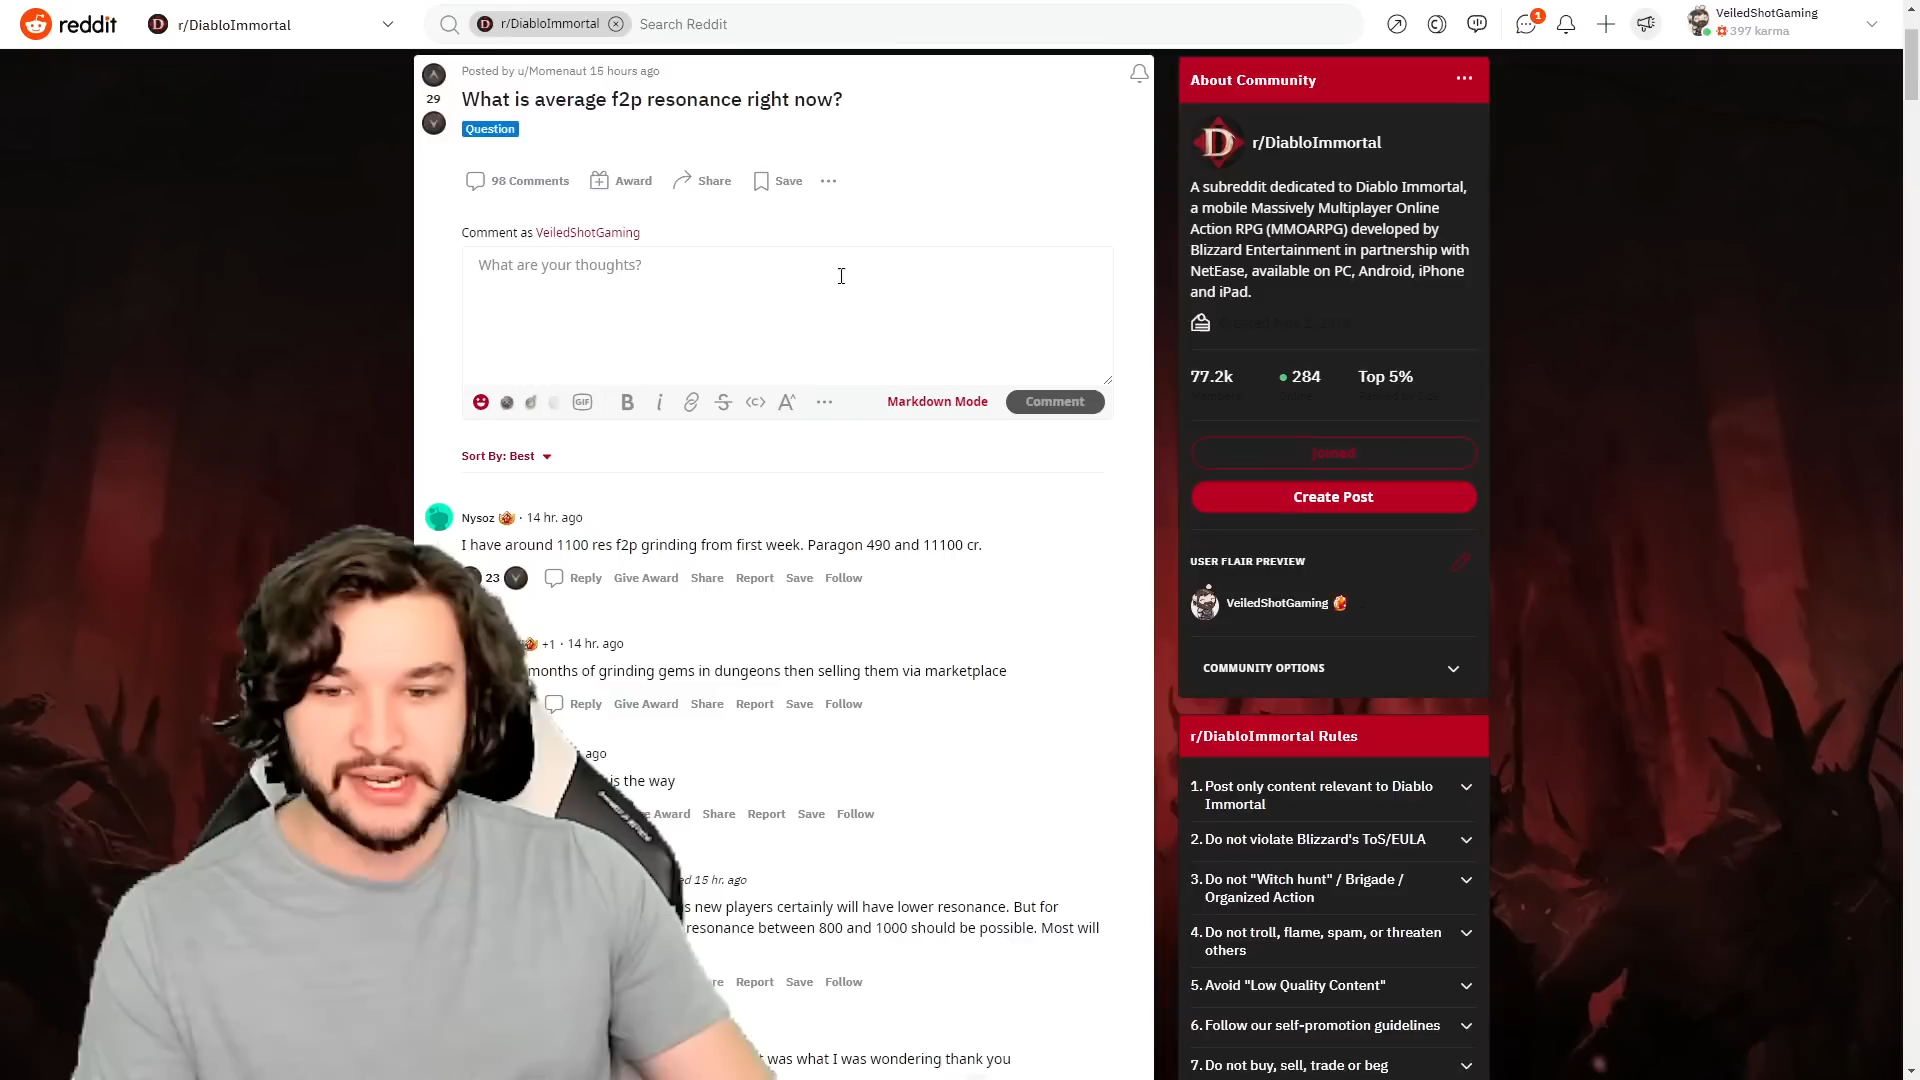 reddit
r/DiabloImmortal
r/DiabloImmortal
Search Reddit
1
VeiledShotGaming
397 karma
Posted by u/Momenaut 15 hours ago
29
What is average f2p resonance right now?
Question
98 Comments
Award
Share
Save
Comment as VeiledShotGaming
What are your thoughts?
GIF
Markdown Mode
Comment
Sort By: Best
Nysoz · 14 hr. ago
I have around 1100 res f2p grinding from first week. Paragon 490 and 11100 cr.
23
Reply Give Award Share Report Save Follow
+1 · 14 hr. ago
months of grinding gems in dungeons then selling them via marketplace
Reply Give Award Share Report Save Follow
ago
is the way
Award Share Report Save Follow
15 hr. ago
new players certainly will have lower resonance. But for
resonance between 800 and 1000 should be possible. Most will
Report Save Follow
was what I was wondering thank you
About Community
r/DiabloImmortal
A subreddit dedicated to Diablo Immortal,
a mobile Massively Multiplayer Online
Action RPG (MMOARPG) developed by
Blizzard Entertainment in partnership with
NetEase, available on PC, Android, iPhone
and iPad.
77.2k
284
Top 5%
Online
Joined
Create Post
USER FLAIR PREVIEW
VeiledShotGaming
COMMUNITY OPTIONS
r/DiabloImmortal Rules
1. Post only content relevant to Diablo
Immortal
2. Do not violate Blizzard's ToS/EULA
3. Do not "Witch hunt" / Brigade /
Organized Action
4. Do not troll, flame, spam, or threaten
others
5. Avoid "Low Quality Content"
6. Follow our self-promotion guidelines
7. Do not buy, sell, trade or beg